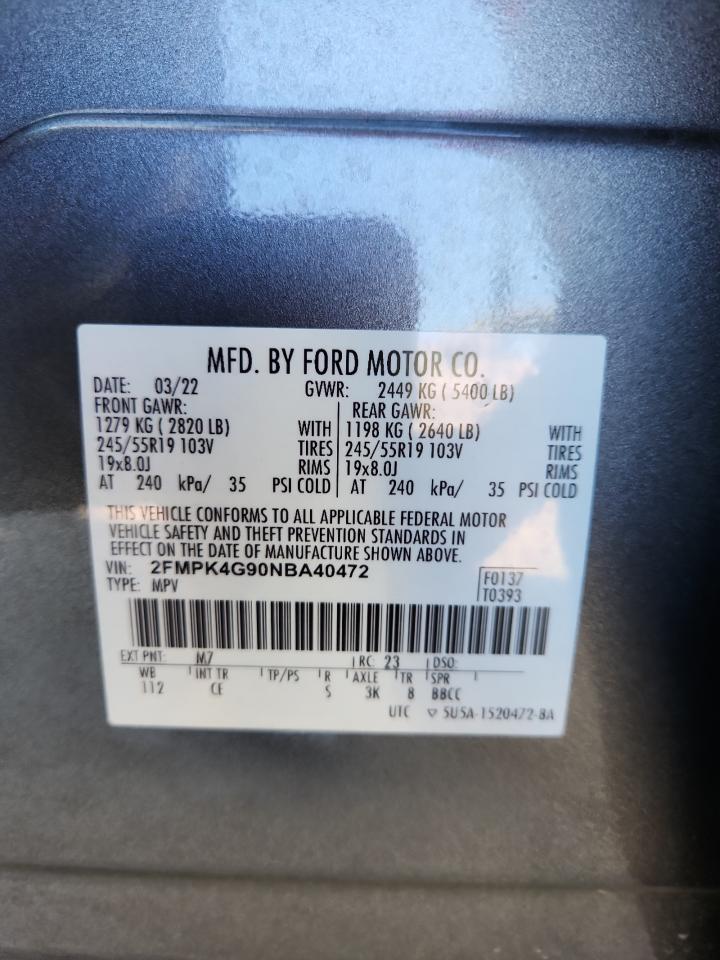 MFD. BY FORD MOTOR CO.
DATE: 03/22 GVWR: 2449 KG ( 5400 LB)
FRONT GAWR:
1279 KG ( 2820 LB) WITH
245/55R19 103V TIRES
19x8.0J RIMS
AT 240 kPa/ 35 PSI COLD
REAR GAWR:
1198 KG ( 2640 LB) WITH
245/55R19 103V TIRES
19x8.0J RIMS
AT 240 kPa/ 35 PSI COLD
THIS VEHICLE CONFORMS TO ALL APPLICABLE FEDERAL MOTOR
VEHICLE SAFETY AND THEFT PREVENTION STANDARDS IN
EFFECT ON THE DATE OF MANUFACTURE SHOWN ABOVE.
VIN: 2FMPK4G90NBA40472
TYPE: MPV
F0137
T0393
EXT PNT: M7 RC: 23 DSO:
WB INT TR TP/PS R AXLE TR SPR
112 CE S 3K 8 BBCC
UTC ▽ 5U5A-1520472-BA